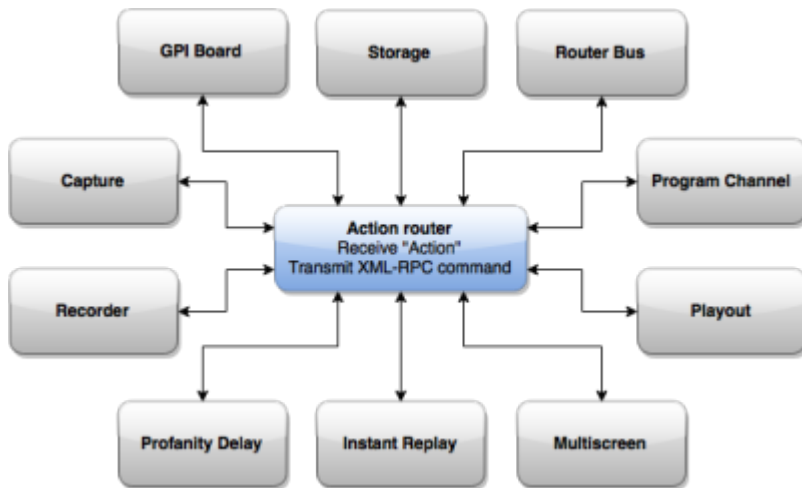 GPI Board
Storage
Router Bus
Capture
Program Channel
Action router
Receive "Action"
Transmit XML-RPC command
Recorder
Playout
Profanity Delay
Instant Replay
Multiscreen